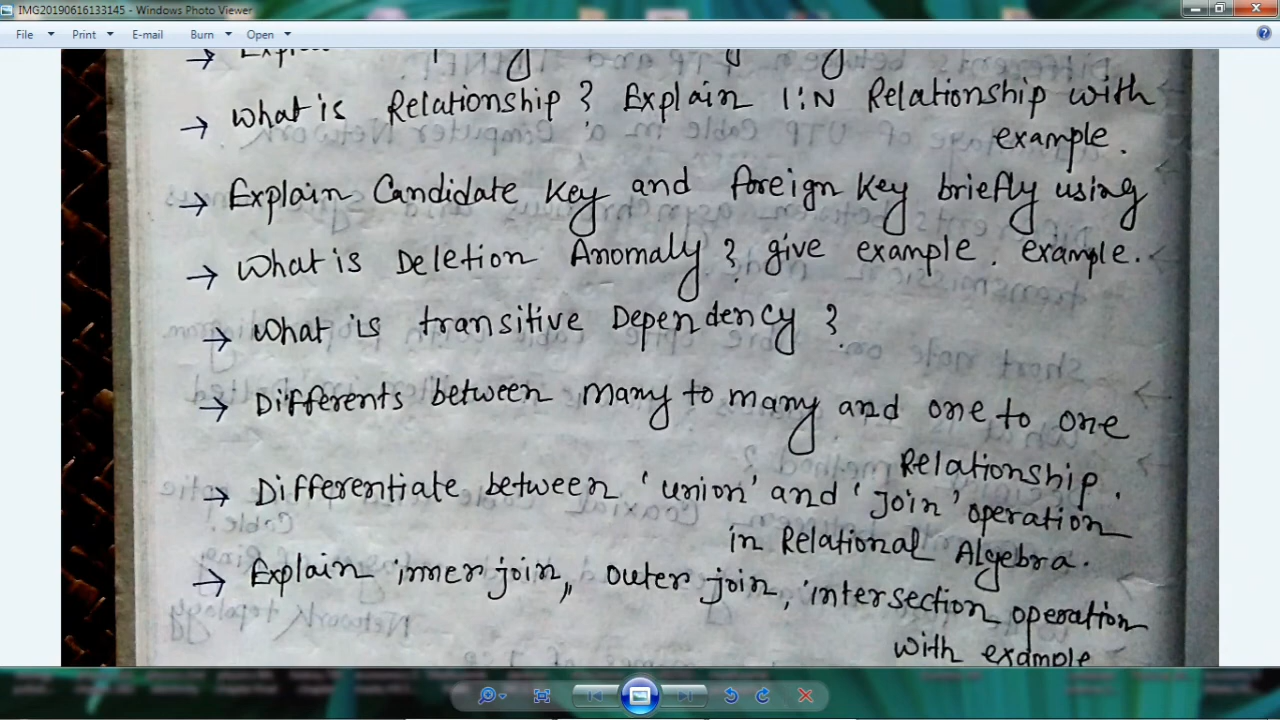 IMG20190616133145 - Windows Photo Viewer
File Print E-mail Burn Open
→ What is Relationship? Explain 1:N Relationship with
example.
→ Explain Candidate Key and foreign Key briefly using
example.
→ What is Deletion Anomaly? give example.
→ What is transitive Dependency?
→ Differents between many to many and one to one
Relationship.
→ Differentiate between 'union' and 'Join' operation
in Relational Algebra.
→ Explain inner join, outer join, intersection operation
with example